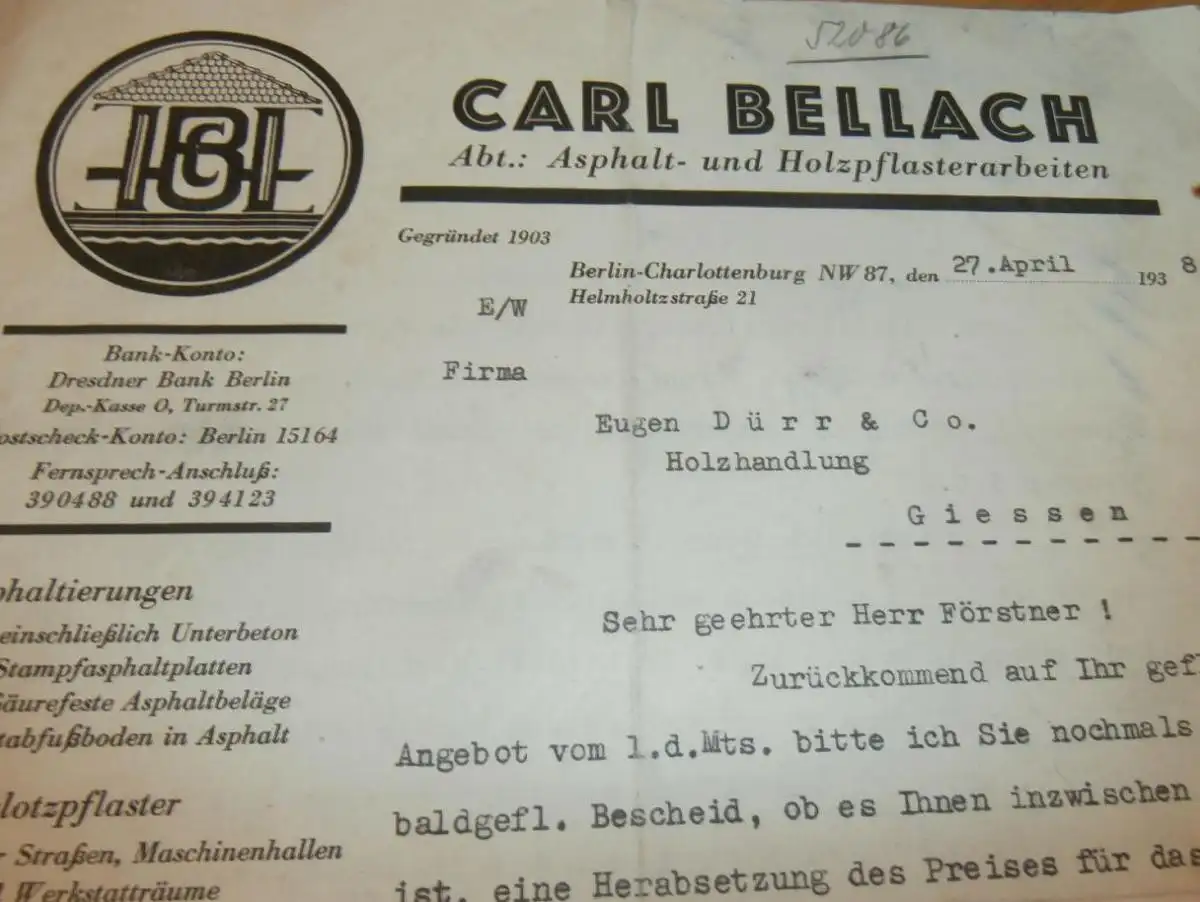 52086
CARL BELLACH
Abt.: Asphalt- und Holzpflasterarbeiten
Gegründet 1903
Berlin-Charlottenburg NW 87, den 27.April 193 8
Helmholtzstraße 21
E/W
Bank-Konto:
Dresdner Bank Berlin
Dep.-Kasse O, Turmstr. 27
ostscheck-Konto: Berlin 15164
Fernsprech-Anschluß:
390488 und 394123
Firma
Eugen Dürr & Co.
Holzhandlung
Giessen
phaltierungen
einschließlich Unterbeton
Stampfasphaltplatten
äurefeste Asphaltbeläge
tabfußboden in Asphalt
lotzpflaster
r Straßen, Maschinenhallen
d Werkstatträume
Sehr geehrter Herr Förstner !
Zurückkommend auf Ihr gefl
Angebot vom 1.d.Mts. bitte ich Sie nochmals
baldgefl. Bescheid, ob es Ihnen inzwischen
ist, eine Herabsetzung des Preises für das